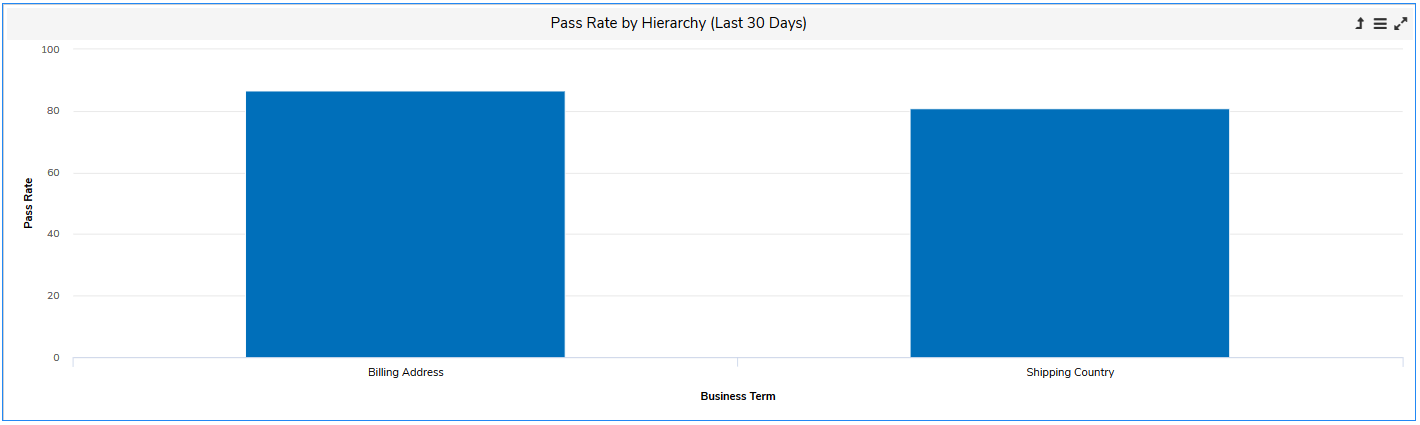 Pass Rate by Hierarchy (Last 30 Days)
100
80
60
40
20
0
Pass Rate
Billing Address
Shipping Country
Business Term